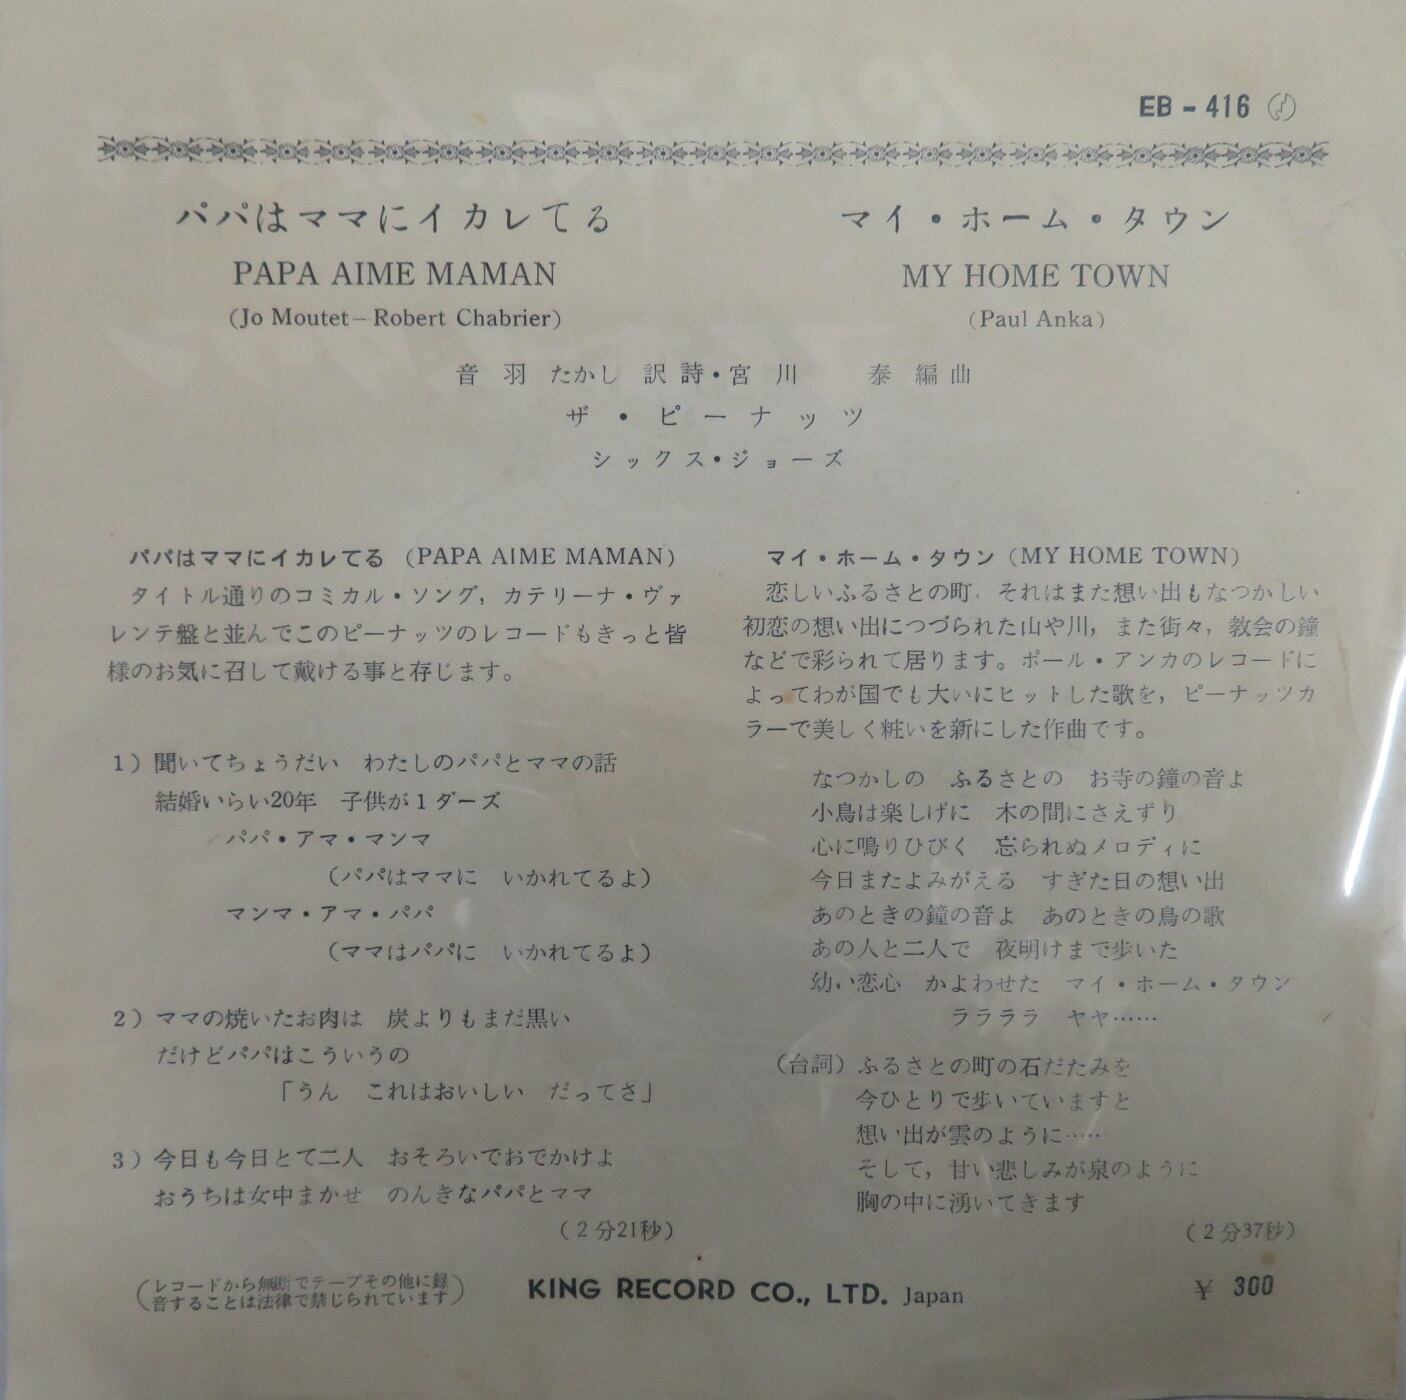 EB - 416
パパはママにイカレてる
PAPA AIME MAMAN
(Jo Moutet—Robert Chabrier)
マイ・ホーム・タウン
MY HOME TOWN
(Paul Anka)
音羽 たかし 訳詩・宮川 泰 編曲
ザ・ピーナッツ
シックス・ジョーズ
パパはママにイカレてる (PAPA AIME MAMAN)
タイトル通りのコミカル・ソング，カテリーナ・ヴァ
レンテ盤と並んでこのピーナッツのレコードもきっと皆
様のお気に召して戴ける事と存じます。
1）聞いてちょうだい　わたしのパパとママの話
結婚いらい20年　子供が1ダーズ
パパ・アマ・マンマ
（パパはママに　いかれてるよ）
マンマ・アマ・パパ
（ママはパパに　いかれてるよ）
2）ママの焼いたお肉は　炭よりもまだ黒い
だけどパパはこういうの
「うん　これはおいしい　だってさ」
3）今日も今日とて二人　おそろいでおでかけよ
おうちは女中まかせ　のんきなパパとママ
（2分21秒）
マイ・ホーム・タウン (MY HOME TOWN)
恋しいふるさとの町，それはまた想い出もなつかしい
初恋の想い出につづられた山や川，また街々，教会の鐘
などで彩られて居ります。ポール・アンカのレコードに
よってわが国でも大いにヒットした歌を，ピーナッツカ
ラーで美しく粧いを新にした作曲です。
なつかしの　ふるさとの　お寺の鐘の音よ
小鳥は楽しげに　木の間にさえずり
心に鳴りひびく　忘られぬメロディに
今日またよみがえる　すぎた日の想い出
あのときの鐘の音よ　あのときの鳥の歌
あの人と二人で　夜明けまで歩いた
幼い恋心　かよわせた　マイ・ホーム・タウン
ラララ　ヤヤ……
（台詞）ふるさとの町の石だたみを
今ひとりで歩いていますと
想い出が雲のように……
そして，甘い悲しみが泉のように
胸の中に湧いてきます
（2分37秒）
（レコードから無断でテープその他に録
音することは法律で禁じられています）
KING RECORD CO., LTD. Japan
¥ 300